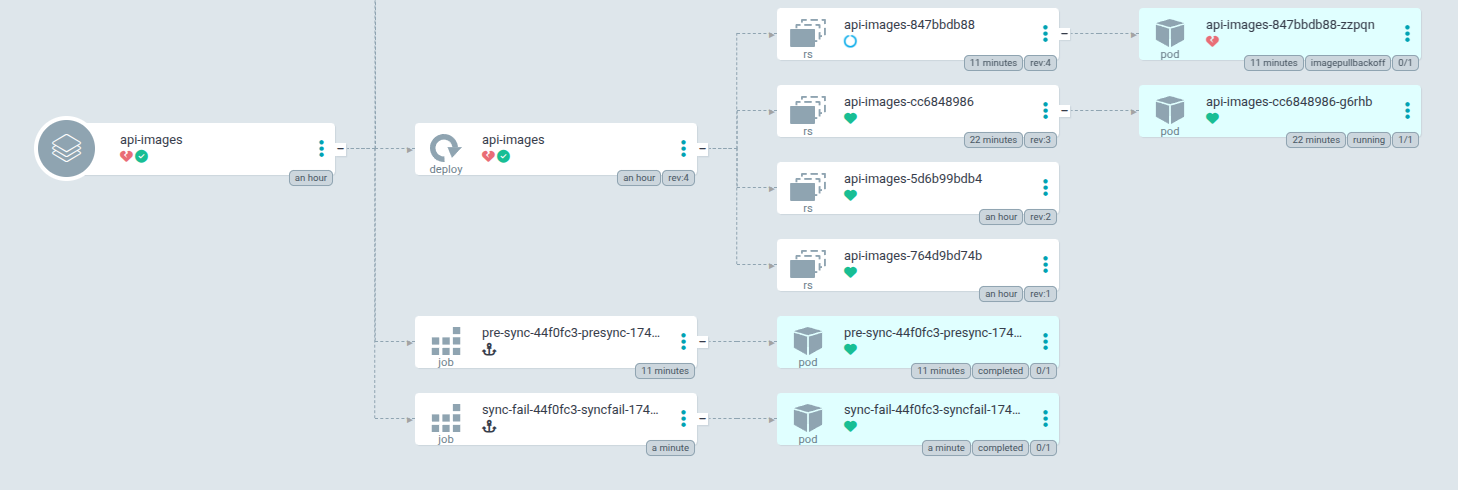 api-images
an hour
api-images
deploy
an hour rev:4
api-images-847bbdb88
rs
11 minutes rev:4
api-images-847bbdb88-zzpqn
pod
11 minutes imagepullbackoff 0/1
api-images-cc6848986
rs
22 minutes rev:3
api-images-cc6848986-g6rhb
pod
22 minutes running 1/1
api-images-5d6b99bdb4
rs
an hour rev:2
api-images-764d9bd74b
rs
an hour rev:1
pre-sync-44f0fc3-presync-174...
job
11 minutes
pre-sync-44f0fc3-presync-174...
pod
11 minutes completed 0/1
sync-fail-44f0fc3-syncfail-174...
job
a minute
sync-fail-44f0fc3-syncfail-174...
pod
a minute completed 0/1